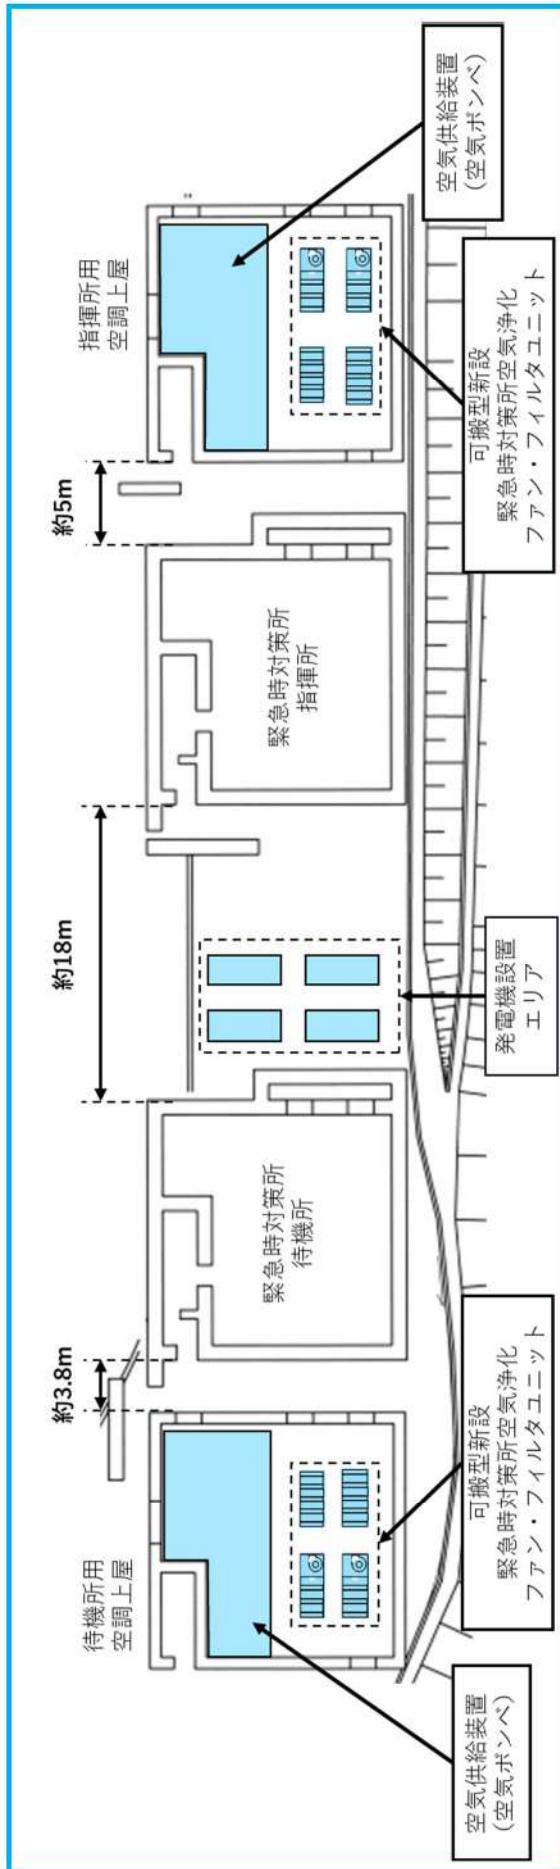 待機所用
空調上屋
約3.8m
約18m
約5m
指揮所用
空調上屋
緊急時対策所
待機所
緊急時対策所
指揮所
空気供給装置
(空気ボンベ)
可搬型新設
緊急時対策所空気浄化
ファン・フィルタユニット
発電機設置
エリア
可搬型新設
緊急時対策所空気浄化
ファン・フィルタユニット
空気供給装置
(空気ボンベ)